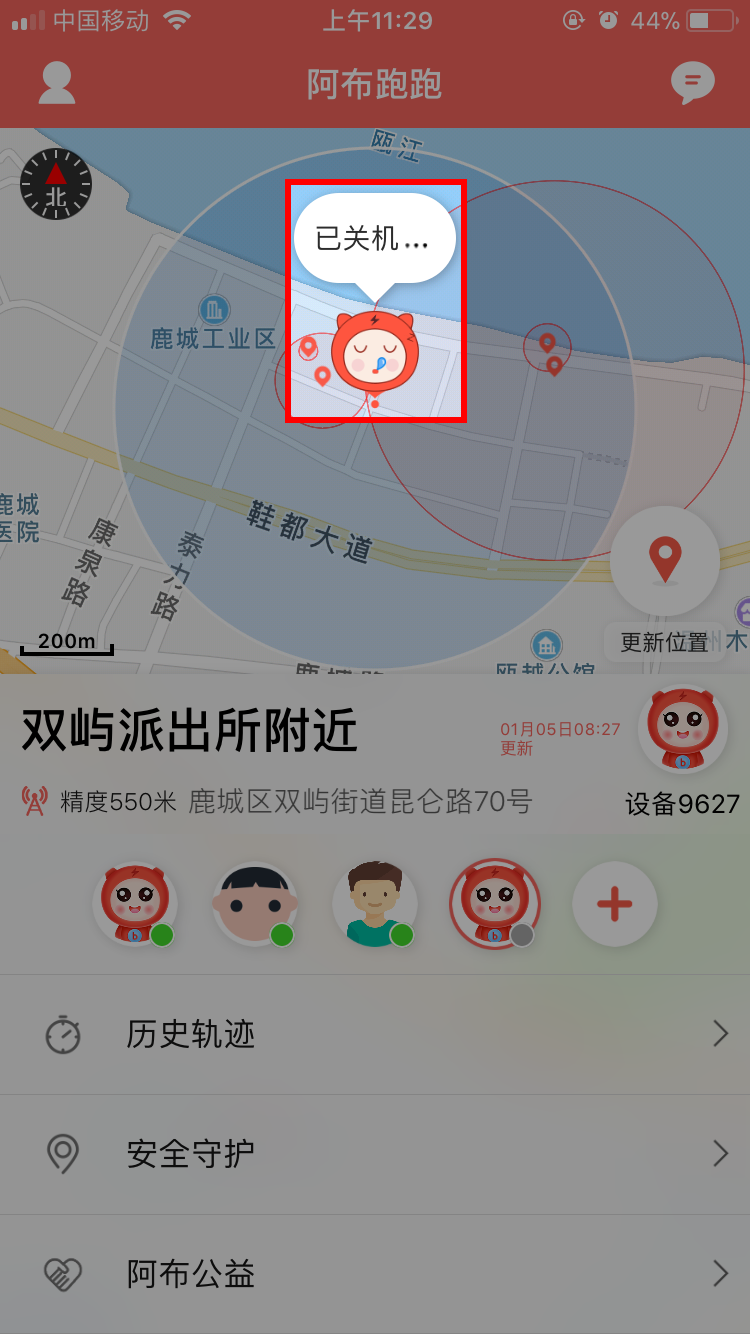 中国移动
上午11:29
44%
阿布跑跑
瓯江
北
已关机...
鹿城工业区
鹿城
医院
康泉路
泰力路
鞋都大道
200m
瓯越公馆
更新位置
双屿派出所附近
01月05日08:27
更新
精度550米 鹿城区双屿街道昆仑路70号
设备9627
历史轨迹
安全守护
阿布公益